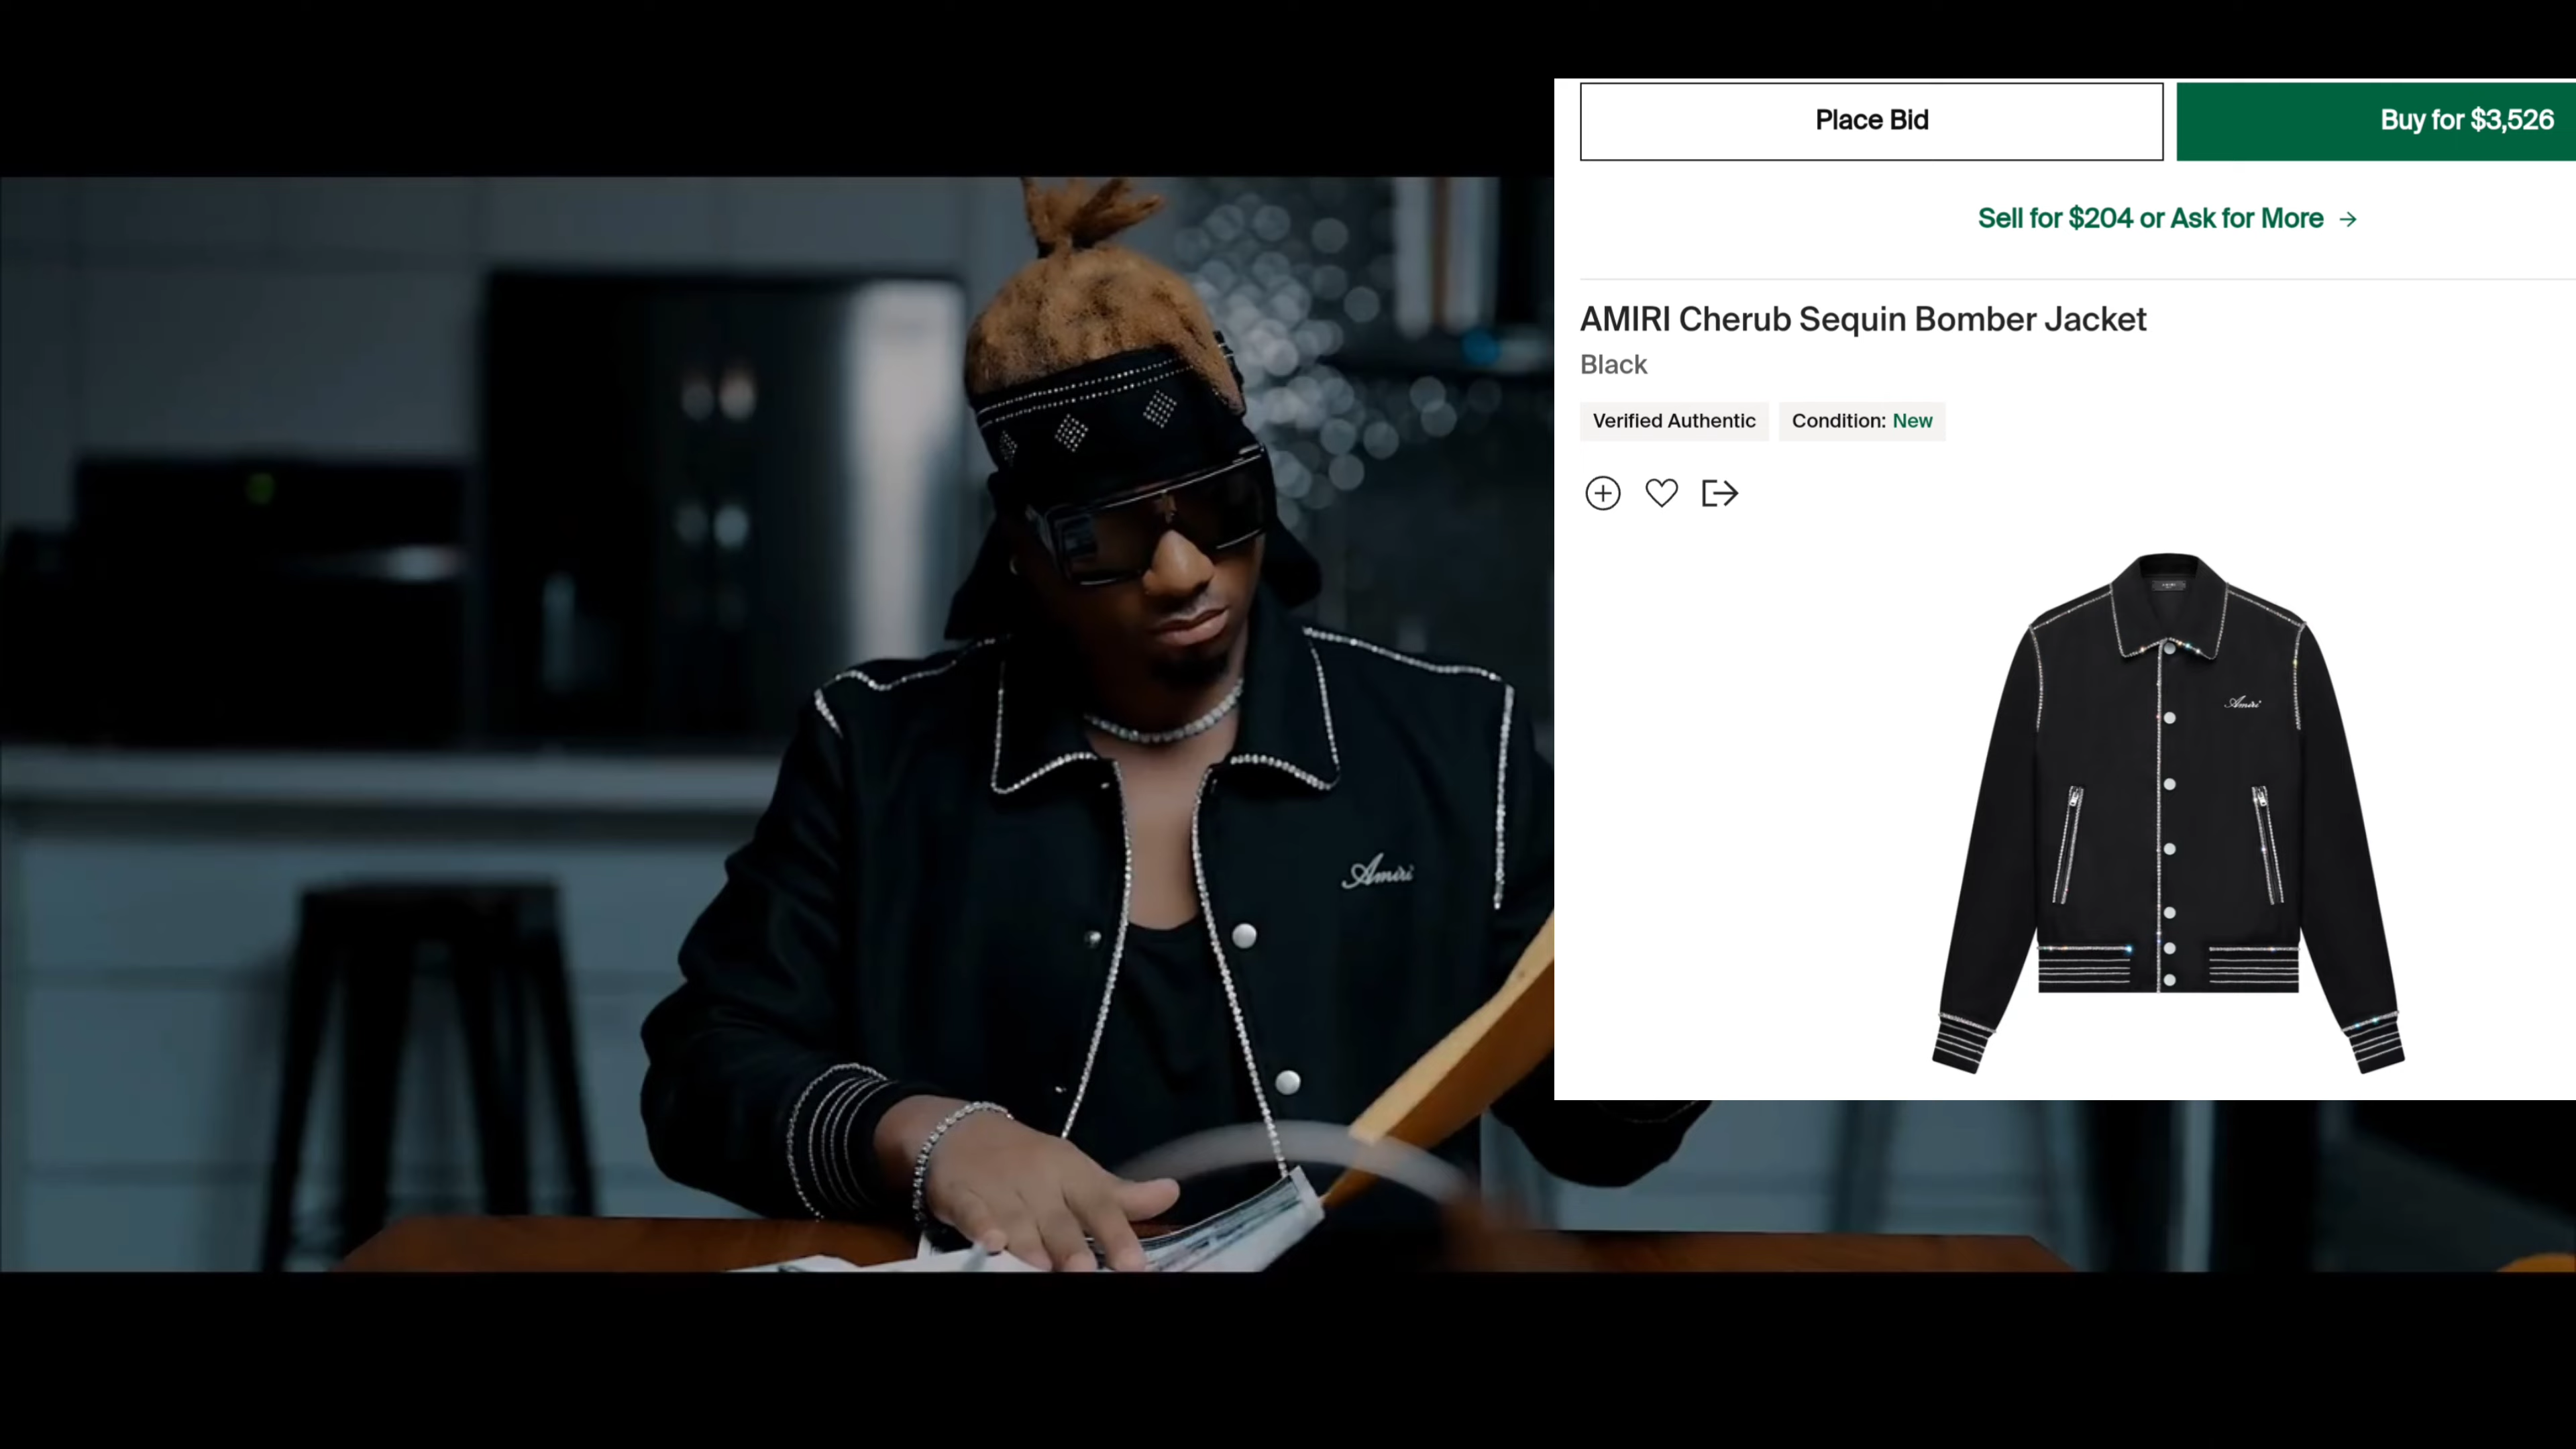 Place Bid
Buy for $3,526
Sell for $204 or Ask for More →
AMIRI Cherub Sequin Bomber Jacket
Black
Verified Authentic
Condition: New
Amiri
Amiri